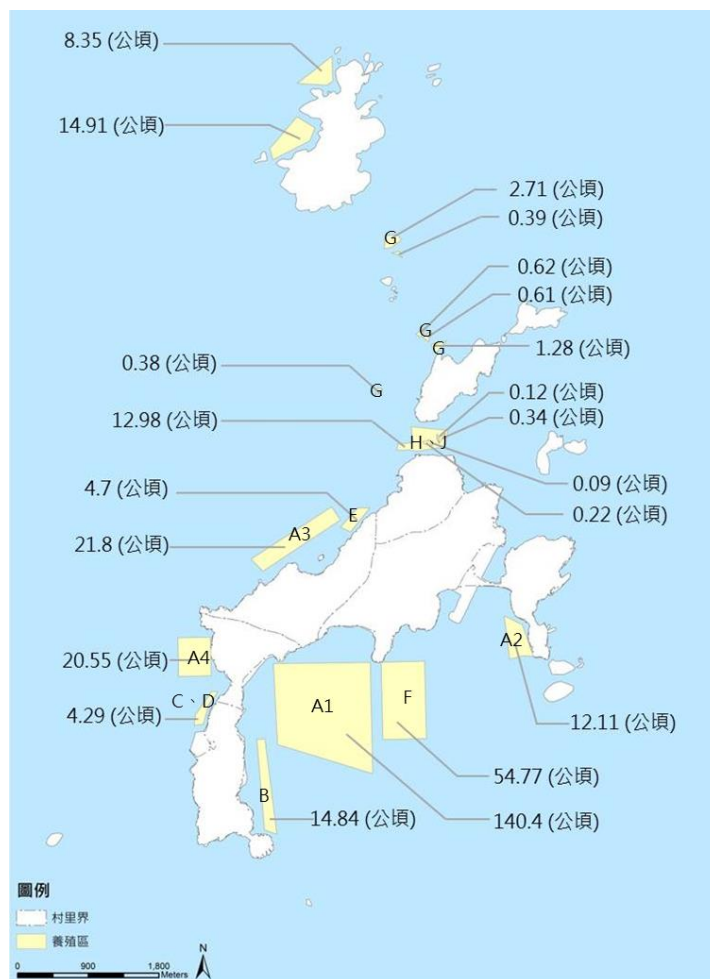 8.35 (公頃)
14.91 (公頃)
2.71 (公頃)
G
0.39 (公頃)
0.62 (公頃)
0.61 (公頃)
G
G
1.28 (公頃)
0.38 (公頃)
G
0.12 (公頃)
12.98 (公頃)
0.34 (公頃)
H
J
0.09 (公頃)
4.7 (公頃)
0.22 (公頃)
E
A3
21.8 (公頃)
A2
A4
20.55 (公頃)
C、D
F
A1
4.29 (公頃)
12.11 (公頃)
54.77 (公頃)
B
14.84 (公頃)
140.4 (公頃)
圖例
村里界
養殖區
0 900 1,800
Meters
N